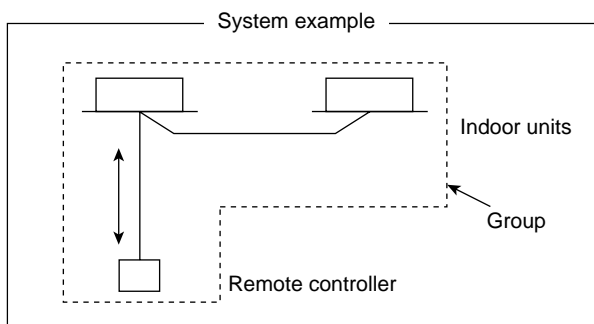 System example
Indoor units
Group
Remote controller